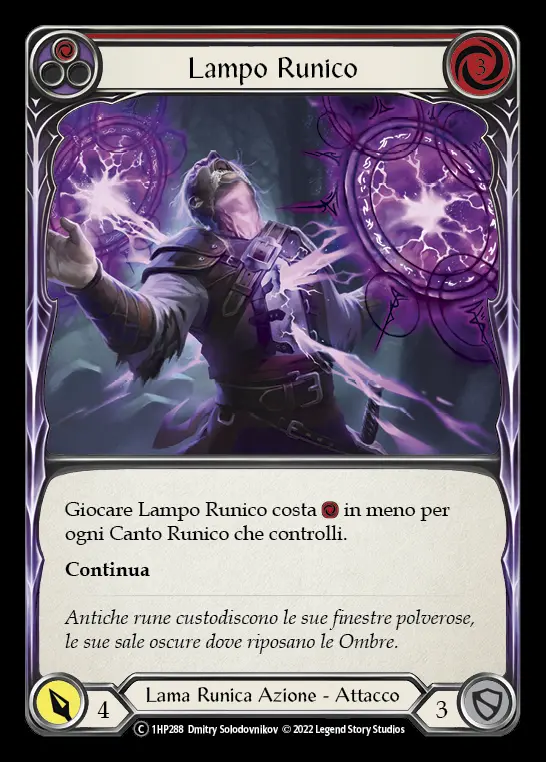 Lampo Runico
3
Giocare Lampo Runico costa in meno per
ogni Canto Runico che controlli.
Continua
Antiche rune custodiscono le sue finestre polverose,
le sue sale oscure dove riposano le Ombre.
4
Lama Runica Azione - Attacco
3
C 1HP288 Dmitry Solodovnikov © 2022 Legend Story Studios